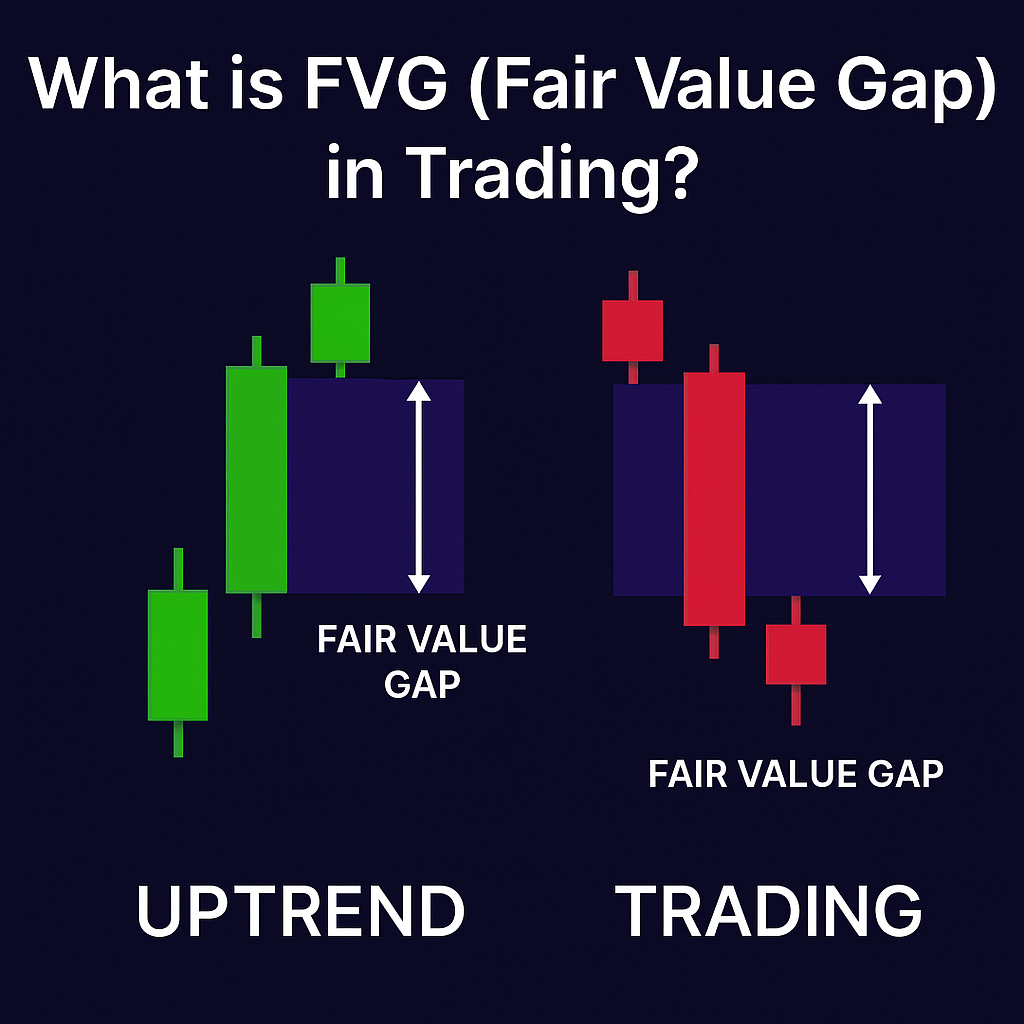 What is FVG (Fair Value Gap)
in Trading?
FAIR VALUE
GAP
FAIR VALUE GAP
UPTREND
TRADING